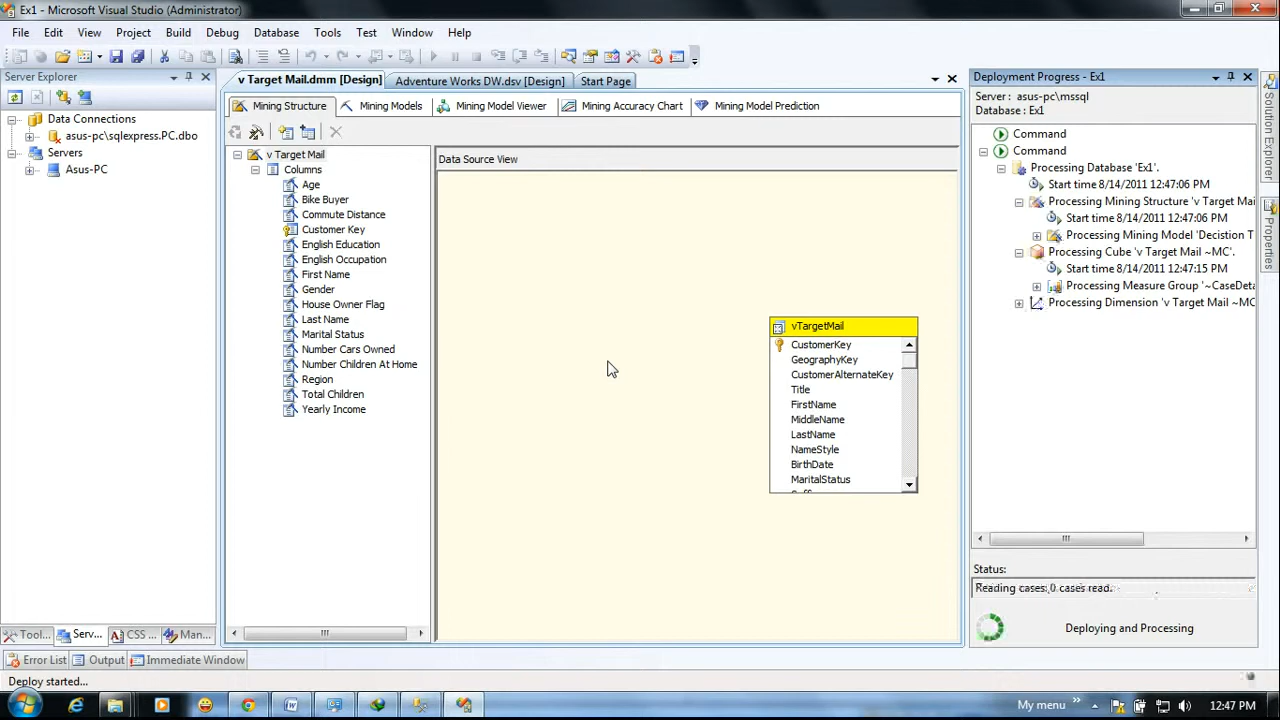 Ex1 - Microsoft Visual Studio (Administrator)
File Edit View Project Build Debug Database Tools Test Window Help
Server Explorer
Data Connections
asus-pc\sqlexpress.PC.dbo
Servers
Asus-PC
Tool...
Serv...
CSS ...
Man...
v Target Mail.dmm [Design]
Adventure Works DW.dsv [Design]
Start Page
Mining Structure
Mining Models
Mining Model Viewer
Mining Accuracy Chart
Mining Model Prediction
v Target Mail
Columns
Age
Bike Buyer
Commute Distance
Customer Key
English Education
English Occupation
First Name
Gender
House Owner Flag
Last Name
Marital Status
Number Cars Owned
Number Children At Home
Region
Total Children
Yearly Income
Data Source View
vTargetMail
CustomerKey
GeographyKey
CustomerAlternateKey
Title
FirstName
MiddleName
LastName
NameStyle
BirthDate
MaritalStatus
Deployment Progress - Ex1
Server : asus-pc\mssql
Database : Ex1
Command
Command
Processing Database 'Ex1'.
Start time 8/14/2011 12:47:06 PM
Processing Mining Structure 'v Target Mai
Start time 8/14/2011 12:47:06 PM
Processing Mining Model 'Decistion T
Processing Cube 'v Target Mail ~MC'.
Start time 8/14/2011 12:47:15 PM
Processing Measure Group '~CaseDeta
Processing Dimension 'v Target Mail ~MC
Status:
Reading cases: 0 cases read.
Deploying and Processing
Solution Explorer
Properties
Error List
Output
Immediate Window
Deploy started...
My menu
12:47 PM